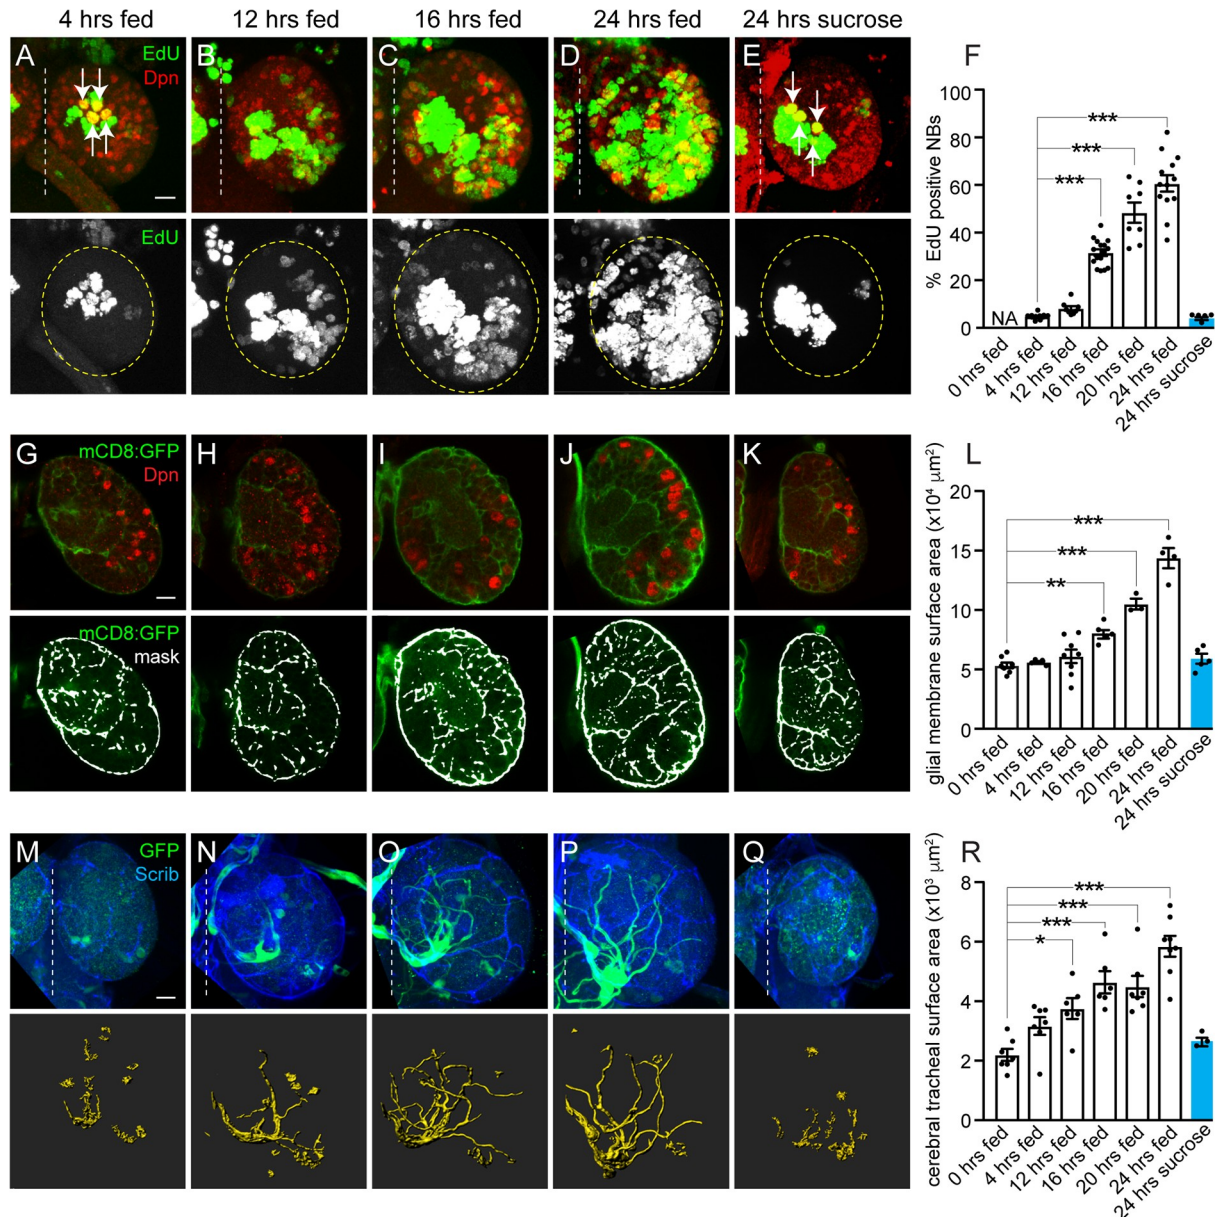 4 hrs fed
12 hrs fed
16 hrs fed
24 hrs fed
24 hrs sucrose
A
EdU
Dpn
B
C
D
E
EdU
F
% EdU positive NBs
100
80
60
40
20
0
NA
***
***
***
0 hrs fed
4 hrs fed
12 hrs fed
16 hrs fed
20 hrs fed
24 hrs fed
24 hrs sucrose
G
mCD8:GFP
Dpn
H
I
J
K
mCD8:GFP
mask
L
glial membrane surface area (x10⁴ μm²)
20
15
10
5
0
***
***
**
0 hrs fed
4 hrs fed
12 hrs fed
16 hrs fed
20 hrs fed
24 hrs fed
24 hrs sucrose
M
GFP
Scrib
N
O
P
Q
R
cerebral tracheal surface area (x10³ μm²)
8
6
4
2
0
***
***
***
*
0 hrs fed
4 hrs fed
12 hrs fed
16 hrs fed
20 hrs fed
24 hrs fed
24 hrs sucrose